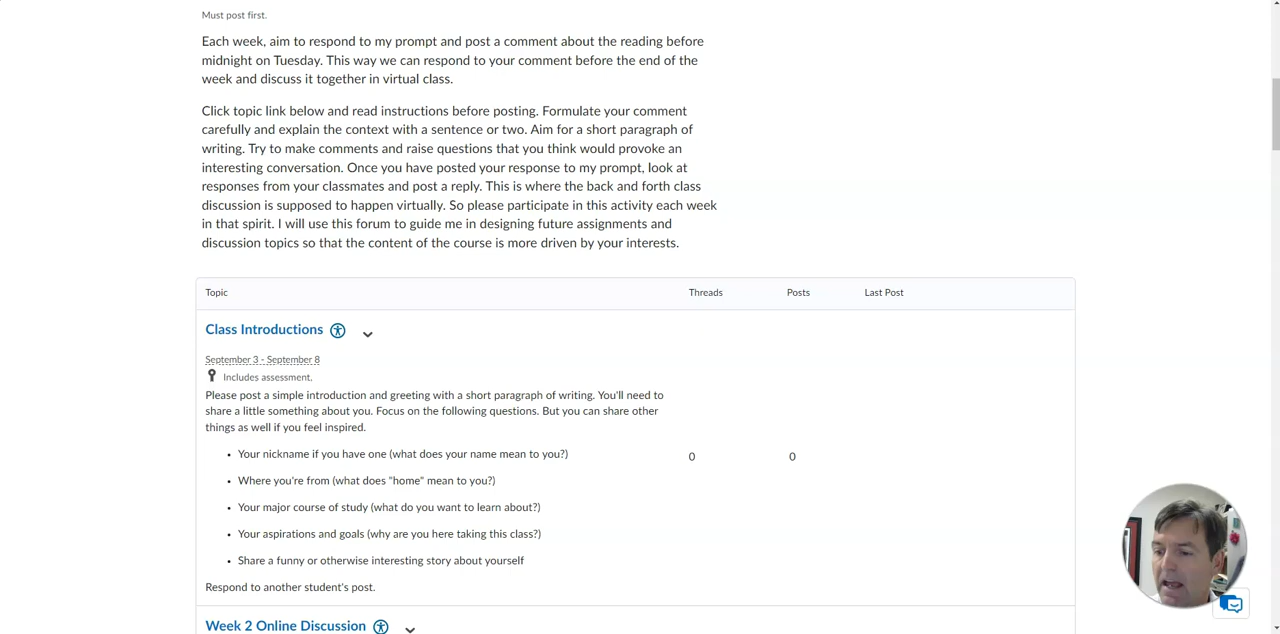 Must post first.
Each week, aim to respond to my prompt and post a comment about the reading before
midnight on Tuesday. This way we can respond to your comment before the end of the
week and discuss it together in virtual class.
Click topic link below and read instructions before posting. Formulate your comment
carefully and explain the context with a sentence or two. Aim for a short paragraph of
writing. Try to make comments and raise questions that you think would provoke an
interesting conversation. Once you have posted your response to my prompt, look at
responses from your classmates and post a reply. This is where the back and forth class
discussion is supposed to happen virtually. So please participate in this activity each week
in that spirit. I will use this forum to guide me in designing future assignments and
discussion topics so that the content of the course is more driven by your interests.
Topic Threads Posts Last Post
Class Introductions
September 3 - September 8
Includes assessment.
Please post a simple introduction and greeting with a short paragraph of writing. You'll need to
share a little something about you. Focus on the following questions. But you can share other
things as well if you feel inspired.
• Your nickname if you have one (what does your name mean to you?) 0 0
• Where you're from (what does "home" mean to you?)
• Your major course of study (what do you want to learn about?)
• Your aspirations and goals (why are you here taking this class?)
• Share a funny or otherwise interesting story about yourself
Respond to another student's post.
Week 2 Online Discussion